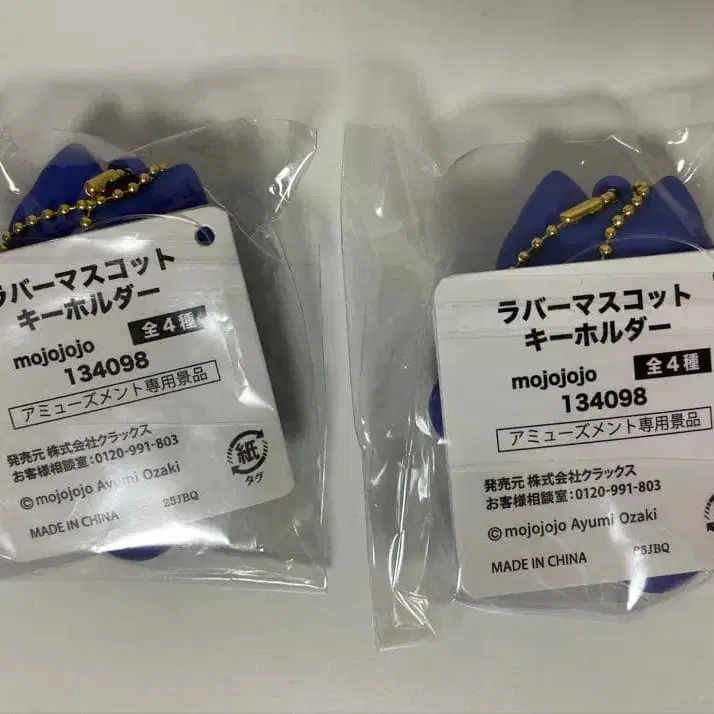 ラバーマスコット
キーホルダー
mojojojo
全4種
134098
アミューズメント専用景品
発売元 株式会社クラックス
お客様相談室:0120-991-803
©mojojojo Ayumi Ozaki
MADE IN CHINA
25JBQ
紙
タグ
ラバーマスコット
キーホルダー
mojojojo
全4種
134098
アミューズメント専用景品
発売元 株式会社クラックス
お客様相談室:0120-991-803
©mojojojo Ayumi Ozaki
MADE IN CHINA
25JBQ